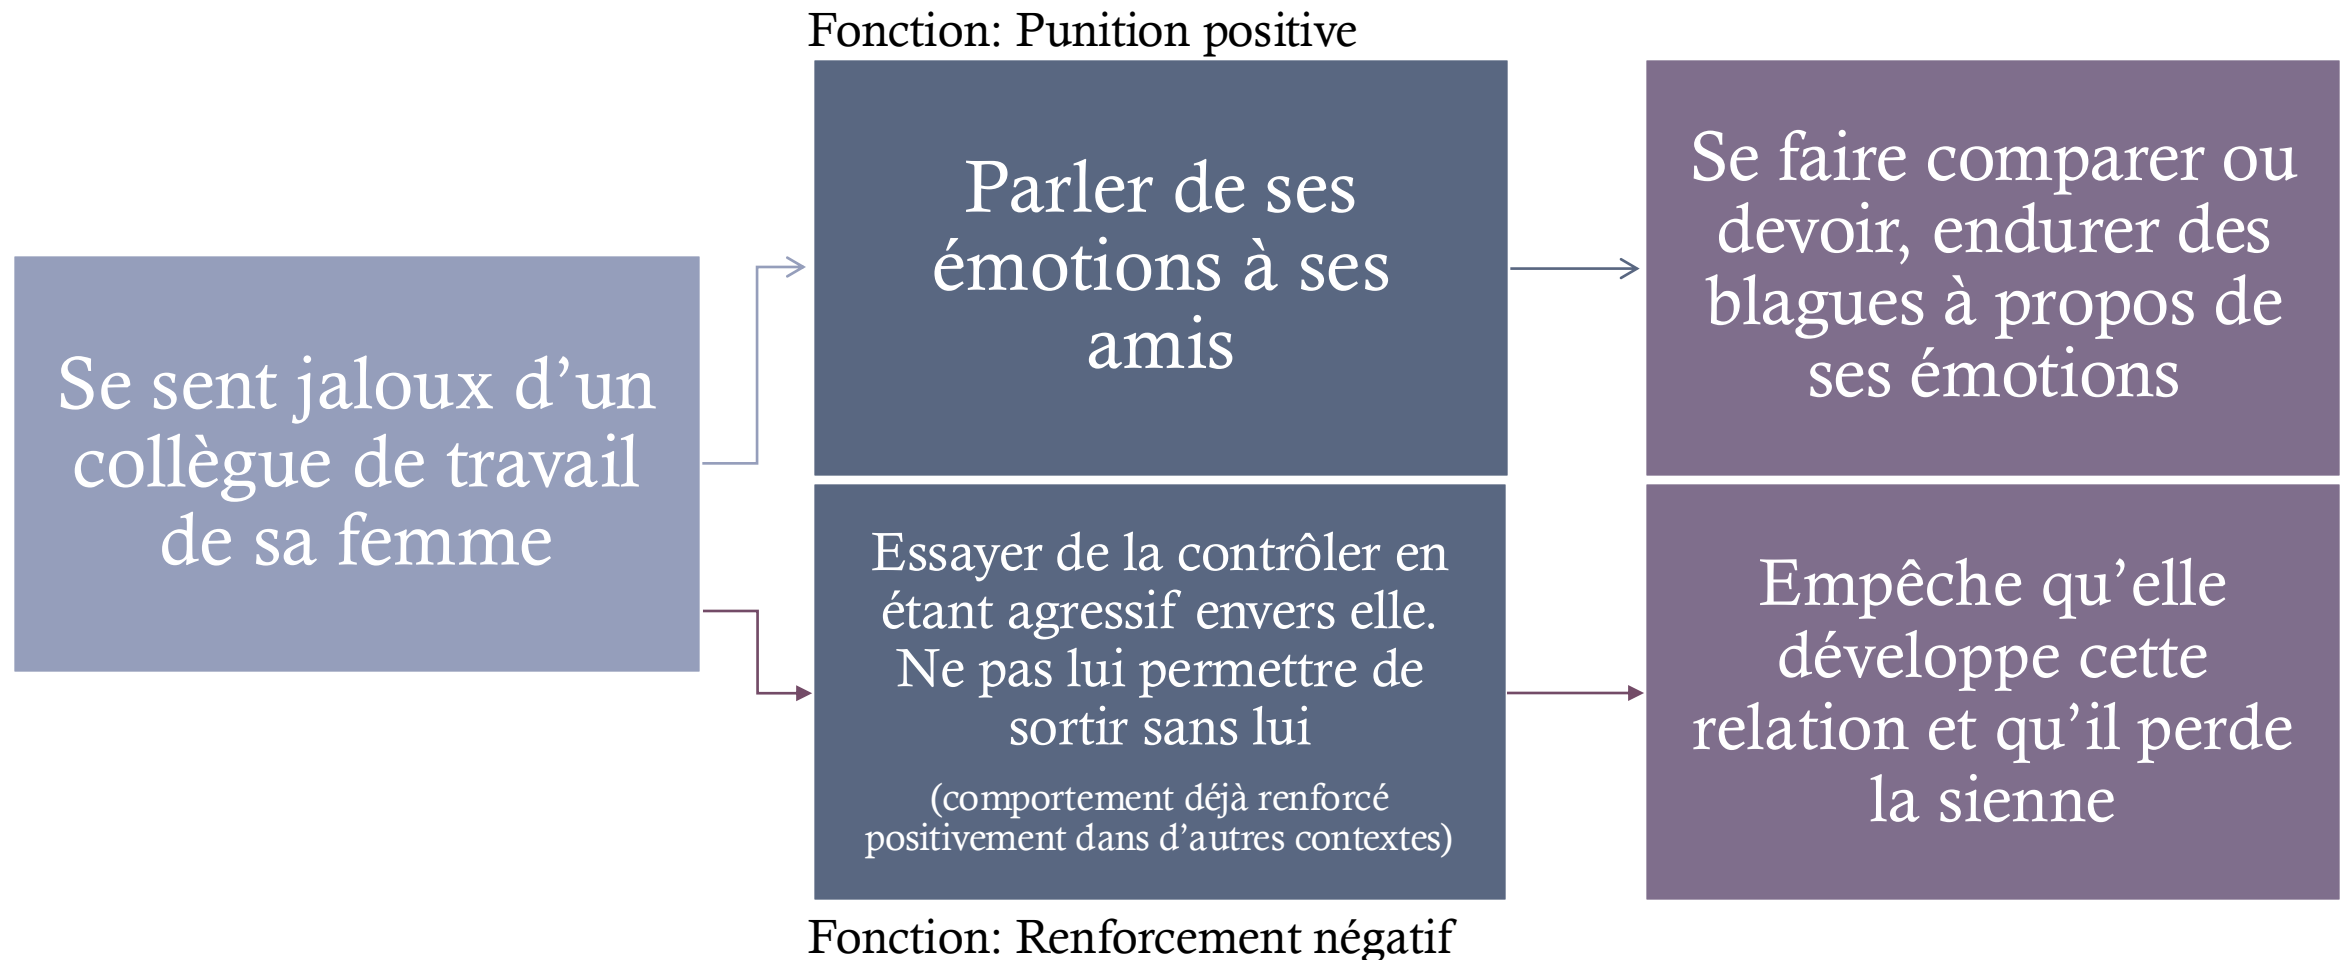 Fonction: Punition positive
Se sent jaloux d’un
collègue de travail
de sa femme
Parler de ses
émotions à ses
amis
Se faire comparer ou
devoir, endurer des
blagues à propos de
ses émotions
Essayer de la contrôler en
étant agressif envers elle.
Ne pas lui permettre de
sortir sans lui
(comportement déjà renforcé
positivement dans d’autres contextes)
Empêche qu’elle
développe cette
relation et qu’il perde
la sienne
Fonction: Renforcement négatif